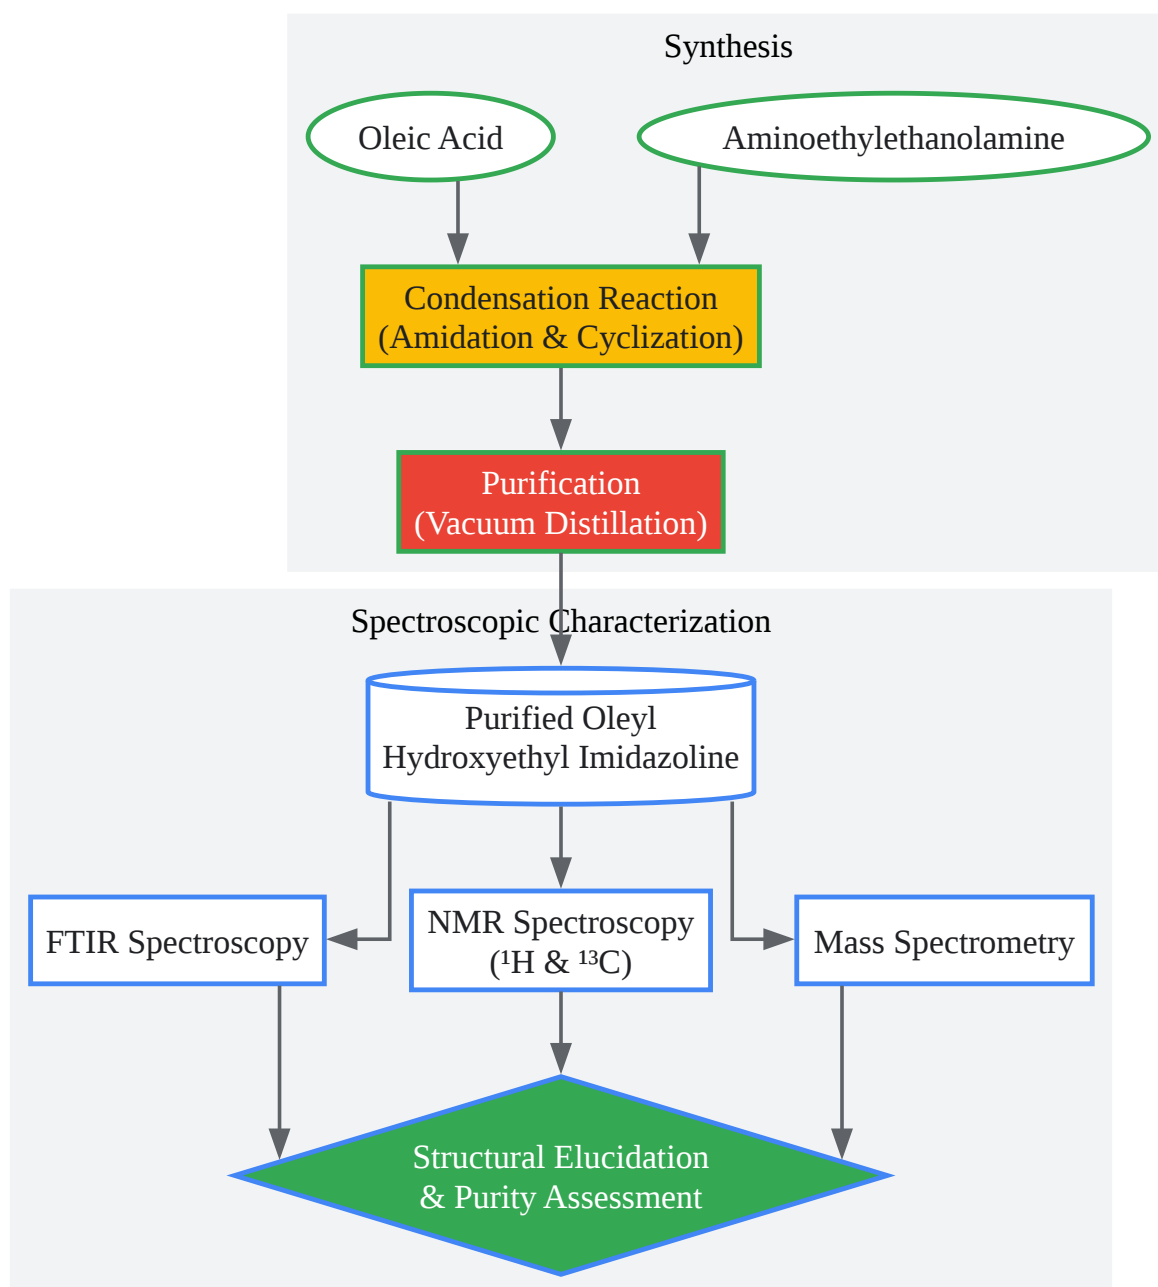 Synthesis
Oleic Acid
Aminoethylethanolamine
Condensation Reaction
(Amidation & Cyclization)
Purification
(Vacuum Distillation)
Spectroscopic Characterization
Purified Oleyl
Hydroxyethyl Imidazoline
FTIR Spectroscopy
NMR Spectroscopy
(¹H & ¹³C)
Mass Spectrometry
Structural Elucidation
& Purity Assessment